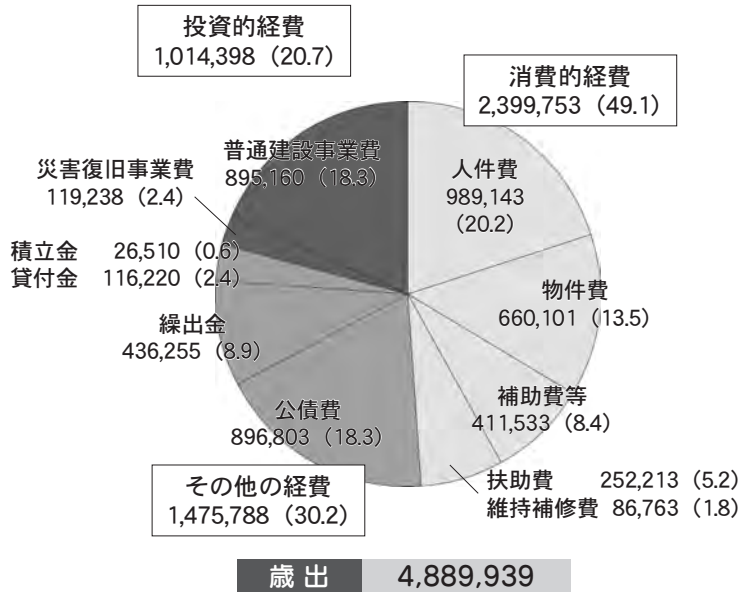 投資的経費
1,014,398（20.7）
消費的経費
2,399,753（49.1）
普通建設事業費
895,160（18.3）
災害復旧事業費
119,238（2.4）
人件費
989,143
（20.2）
積立金 26,510（0.6）
貸付金 116,220（2.4）
物件費
660,101（13.5）
繰出金
436,255（8.9）
補助費等
411,533（8.4）
公債費
896,803（18.3）
扶助費 252,213（5.2）
維持補修費 86,763（1.8）
その他の経費
1,475,788（30.2）
歳出 4,889,939